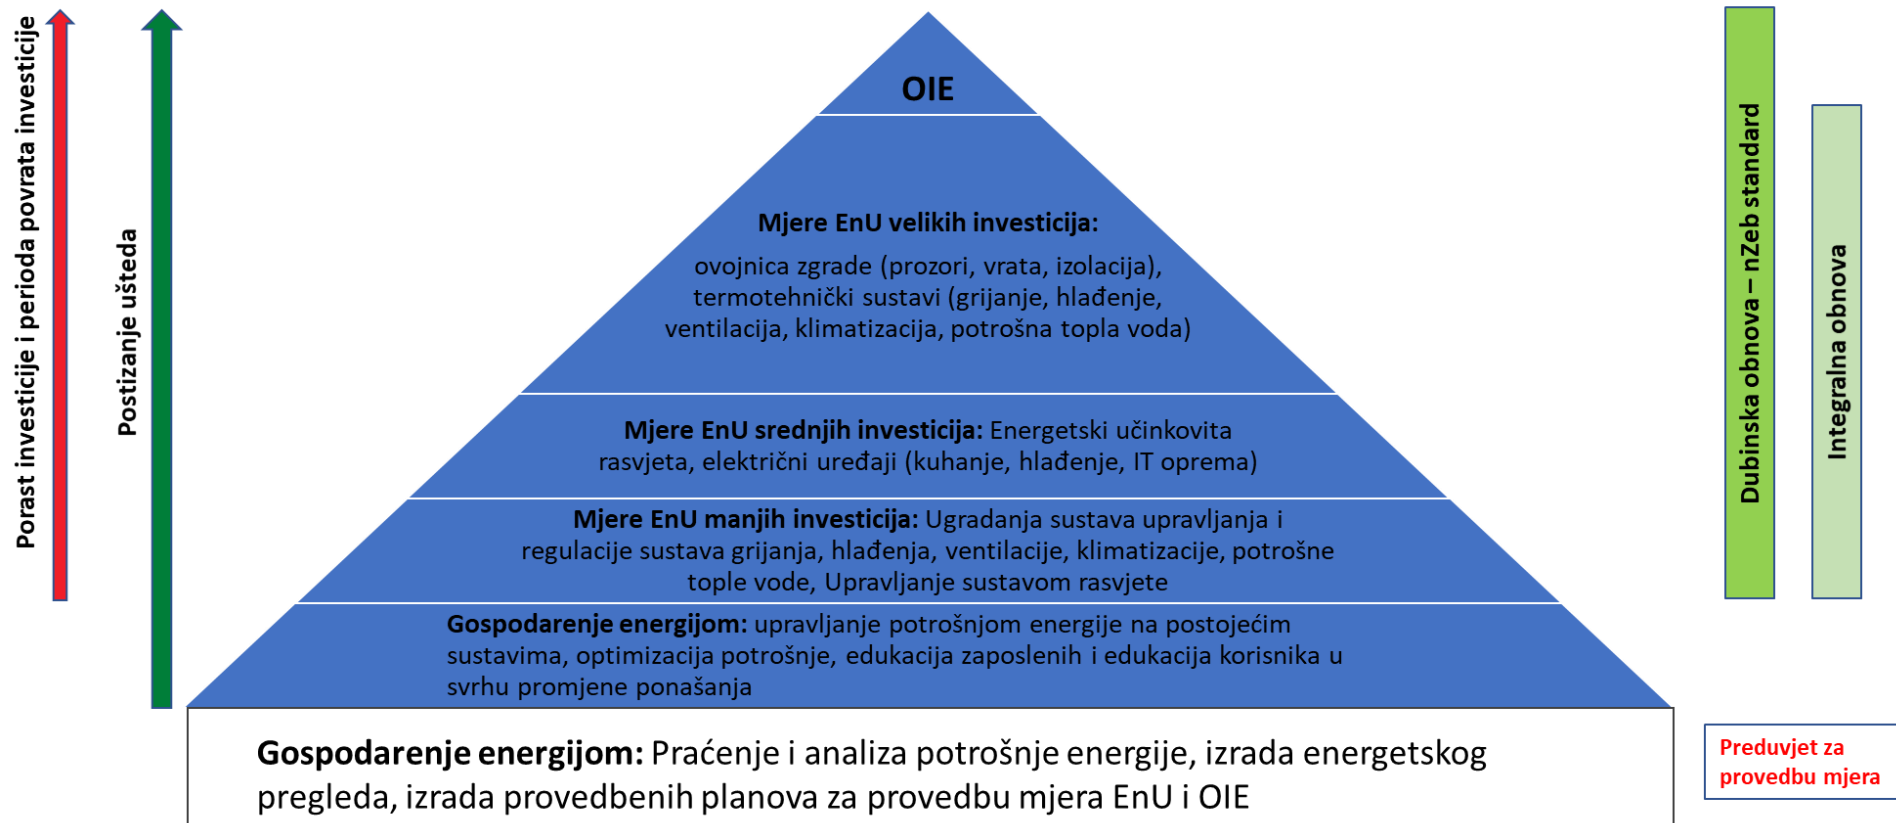 Porast investicije i perioda povrata investicije
Postizanje ušteda
OIE
Mjere EnU velikih investicija:
ovojnica zgrade (prozori, vrata, izolacija),
termotehnički sustavi (grijanje, hlađenje,
ventilacija, klimatizacija, potrošna topla voda)
Mjere EnU srednjih investicija: Energetski učinkovita
rasvjeta, električni uređaji (kuhanje, hlađenje, IT oprema)
Mjere EnU manjih investicija: Ugradanja sustava upravljanja i
regulacije sustava grijanja, hlađenja, ventilacije, klimatizacije, potrošne
tople vode, Upravljanje sustavom rasvjete
Gospodarenje energijom: upravljanje potrošnjom energije na postojećim
sustavima, optimizacija potrošnje, edukacija zaposlenih i edukacija korisnika u
svrhu promjene ponašanja
Gospodarenje energijom: Praćenje i analiza potrošnje energije, izrada energetskog
pregleda, izrada provedbenih planova za provedbu mjera EnU i OIE
Dubinska obnova – nZeb standard
Integralna obnova
Preduvjet za
provedbu mjera